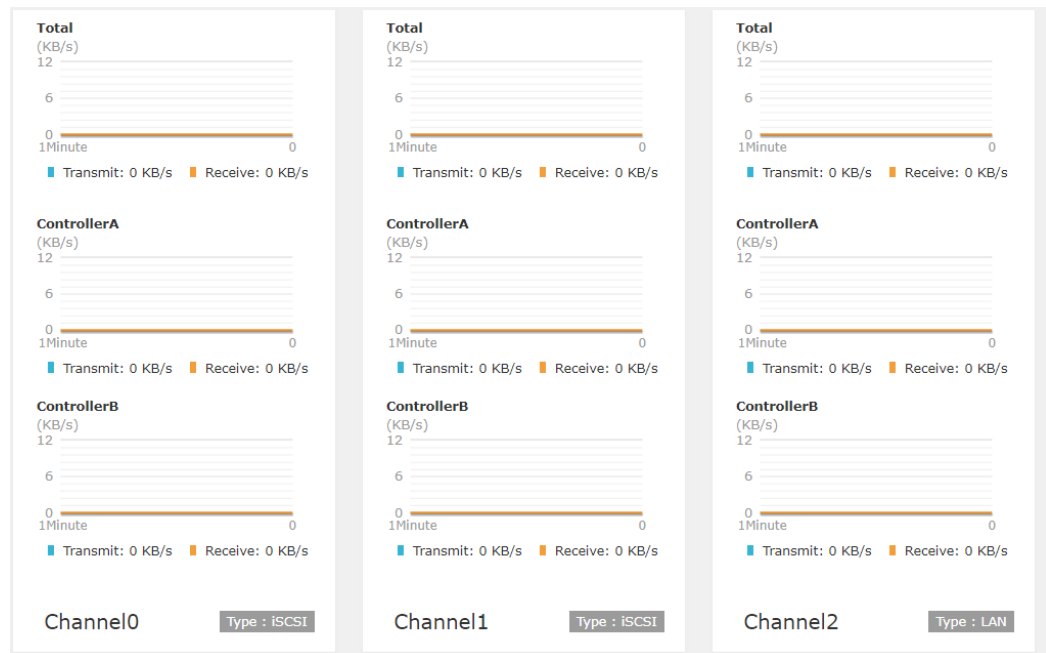 Total
(KB/s)
12
6
0
1Minute 0
Transmit: 0 KB/s Receive: 0 KB/s
ControllerA
(KB/s)
12
6
0
1Minute 0
Transmit: 0 KB/s Receive: 0 KB/s
ControllerB
(KB/s)
12
6
0
1Minute 0
Transmit: 0 KB/s Receive: 0 KB/s
Channel0 Type : iSCSI
Total
(KB/s)
12
6
0
1Minute 0
Transmit: 0 KB/s Receive: 0 KB/s
ControllerA
(KB/s)
12
6
0
1Minute 0
Transmit: 0 KB/s Receive: 0 KB/s
ControllerB
(KB/s)
12
6
0
1Minute 0
Transmit: 0 KB/s Receive: 0 KB/s
Channel1 Type : iSCSI
Total
(KB/s)
12
6
0
1Minute 0
Transmit: 0 KB/s Receive: 0 KB/s
ControllerA
(KB/s)
12
6
0
1Minute 0
Transmit: 0 KB/s Receive: 0 KB/s
ControllerB
(KB/s)
12
6
0
1Minute 0
Transmit: 0 KB/s Receive: 0 KB/s
Channel2 Type : LAN